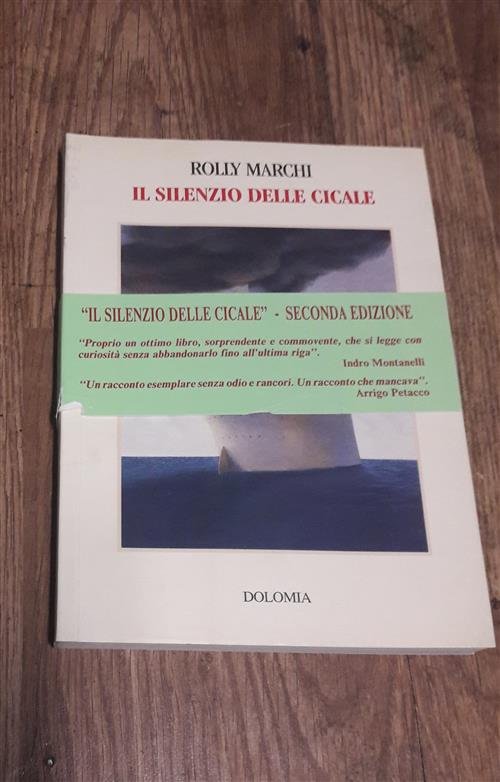 ROLLY MARCHI
IL SILENZIO DELLE CICALE
"IL SILENZIO DELLE CICALE" - SECONDA EDIZIONE
"Proprio un ottimo libro, sorprendente e commovente, che si legge con
curiosità senza abbandonarlo fino all'ultima riga".
Indro Montanelli
"Un racconto esemplare senza odio e rancori. Un racconto che mancava".
Arrigo Petacco
DOLOMIA